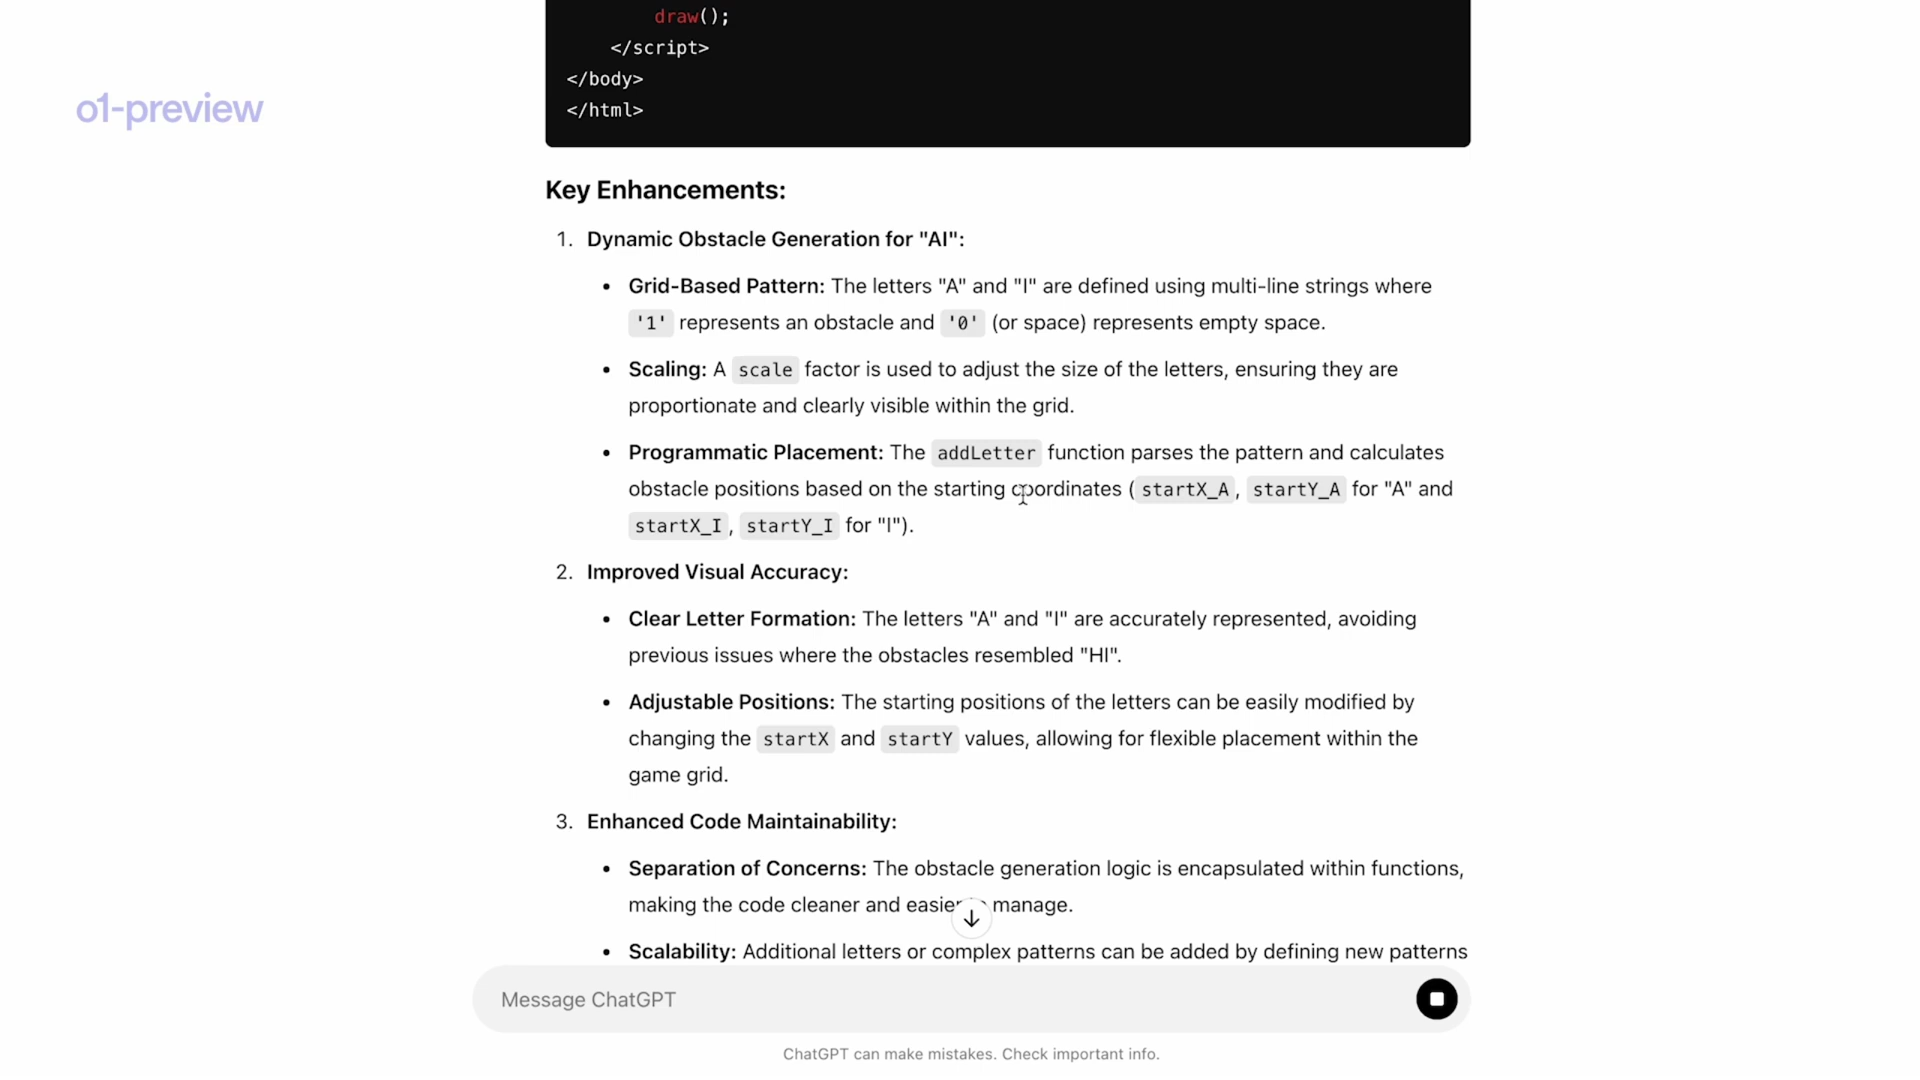 draw();
</script>
</body>
</html>
o1-preview
Key Enhancements:
1. Dynamic Obstacle Generation for "AI":
• Grid-Based Pattern: The letters "A" and "I" are defined using multi-line strings where
'1' represents an obstacle and '0' (or space) represents empty space.
• Scaling: A scale factor is used to adjust the size of the letters, ensuring they are
proportionate and clearly visible within the grid.
• Programmatic Placement: The addLetter function parses the pattern and calculates
obstacle positions based on the starting coordinates ( startX_A, startY_A for "A" and
startX_I, startY_I for "I").
2. Improved Visual Accuracy:
• Clear Letter Formation: The letters "A" and "I" are accurately represented, avoiding
previous issues where the obstacles resembled "HI".
• Adjustable Positions: The starting positions of the letters can be easily modified by
changing the startX and startY values, allowing for flexible placement within the
game grid.
3. Enhanced Code Maintainability:
• Separation of Concerns: The obstacle generation logic is encapsulated within functions,
making the code cleaner and easier manage.
• Scalability: Additional letters or complex patterns can be added by defining new patterns
Message ChatGPT
ChatGPT can make mistakes. Check important info.